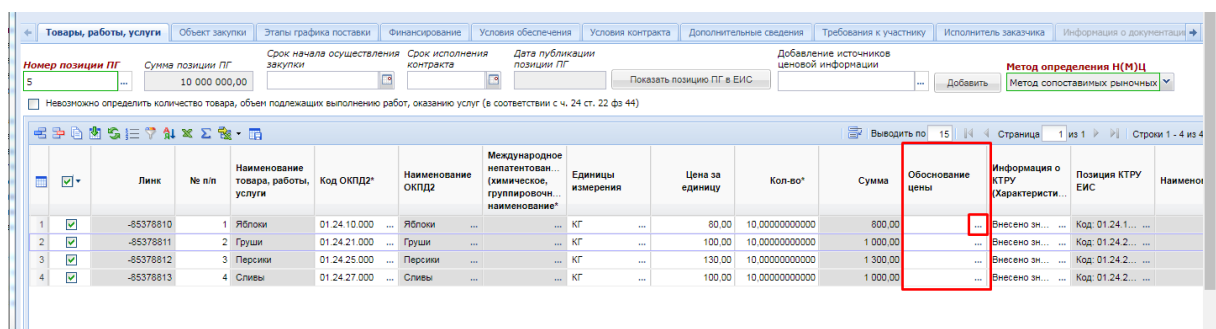 Товары, работы, услуги Объект закупки Этапы графика поставки Финансирование Условия обеспечения Условия контракта Дополнительные сведения Требования к участнику Исполнитель заказчика Информация о документаци
Номер позиции ПГ Сумма позиции ПГ Срок начала осуществления закупки Срок исполнения контракта Дата публикации позиции ПГ Добавление источников ценовой информации Метод определения Н(М)Ц
5 ... 10 000 000,00 Показать позицию ПГ в ЕИС ... Добавить Метод сопоставимых рыночных
Невозможно определить количество товара, объем подлежащих выполнению работ, оказанию услуг (в соответствии с ч. 24 ст. 22 фз 44)
Выводить по 15 Страница 1 из 1 Строки 1 - 4 из 4
Линк № п/п Наименование товара, работы, услуги Код ОКПД2* Наименование ОКПД2 Международное непатентован... (химическое, группировочн... наименование* Единицы измерения Цена за единицу Кол-во* Сумма Обоснование цены Информация о КТРУ (Характеристи... Позиция КТРУ ЕИС Наимено
1 -85378810 1 Яблоки 01.24.10.000 ... Яблоки ... ... КГ ... 80,00 10,00000000000 800,00 ... Внесено зн... ... Код: 01.24.1... ...
2 -85378811 2 Груши 01.24.21.000 ... Груши ... ... КГ ... 100,00 10,00000000000 1 000,00 ... Внесено зн... ... Код: 01.24.2... ...
3 -85378812 3 Персики 01.24.25.000 ... Персики ... ... КГ ... 130,00 10,00000000000 1 300,00 ... Внесено зн... ... Код: 01.24.2... ...
4 -85378813 4 Сливы 01.24.27.000 ... Сливы ... ... КГ ... 100,00 10,00000000000 1 000,00 ... Внесено зн... ... Код: 01.24.2... ...